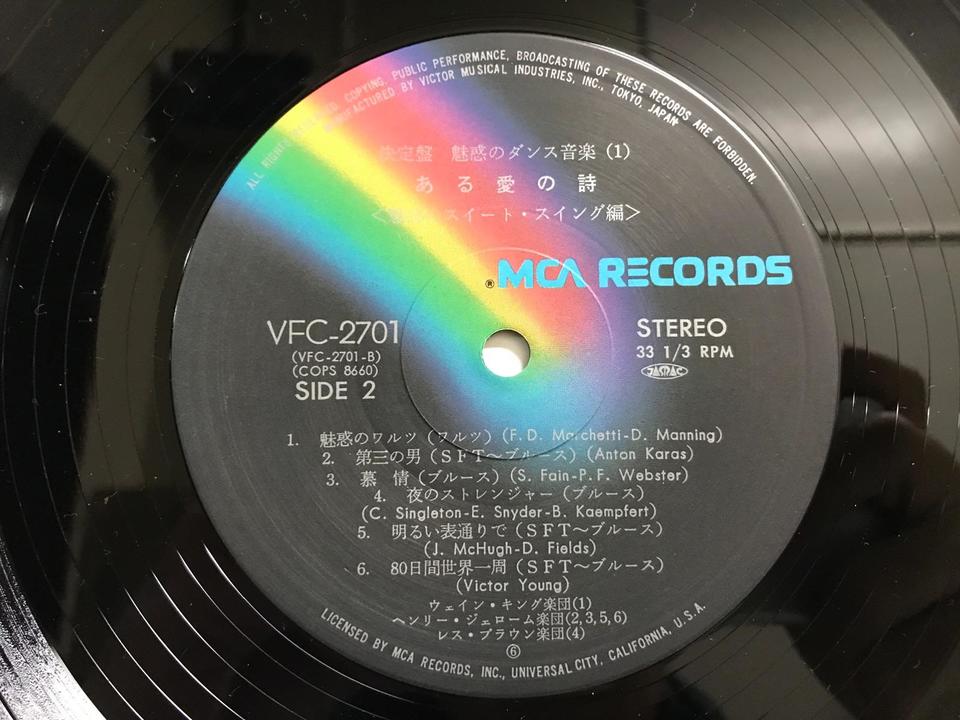 ALL RIGHTS COPYING, PUBLIC PERFORMANCE, BROADCASTING OF THESE RECORDS ARE FORBIDDEN.
MANUFACTURED BY VICTOR MUSICAL INDUSTRIES, INC., TOKYO, JAPAN
決定盤 魅惑のダンス音楽 (1)
ある愛の詩
スイート・スイング編>
®MCA RECORDS
VFC-2701
(VFC-2701-B)
(COPS 8660)
SIDE 2
STEREO
33 1/3 RPM
JASRAC
1. 魅惑のワルツ (ワルツ) (F. D. Marchetti-D. Manning)
2. 第三の男 (SFT~ブルース) (Anton Karas)
3. 慕 情 (ブルース) (S. Fain-P. F. Webster)
4. 夜のストレンジャー (ブルース)
(C. Singleton-E. Snyder-B. Kaempfert)
5. 明るい表通りで (SFT~ブルース)
(J. McHugh-D. Fields)
6. 80日間世界一周 (SFT~ブルース)
(Victor Young)
ウェイン・キング楽団(1)
ヘンリー・ジェローム楽団(2,3,5,6)
レス・ブラウン楽団(4)
⑥
LICENSED BY MCA RECORDS, INC., UNIVERSAL CITY, CALIFORNIA, U.S.A.